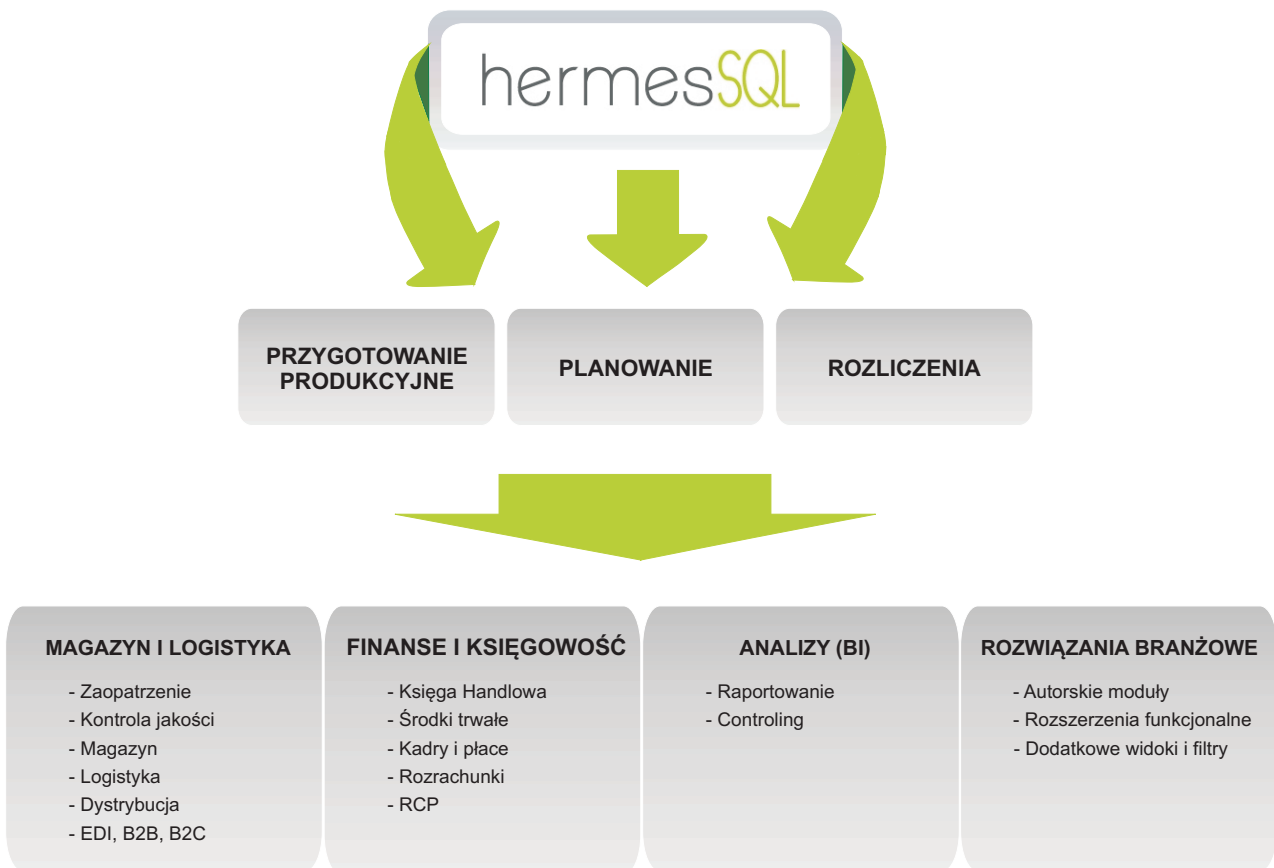 hermesSQL
PRZYGOTOWANIE
PRODUKCYJNE
PLANOWANIE
ROZLICZENIA
MAGAZYN I LOGISTYKA
- Zaopatrzenie
- Kontrola jakości
- Magazyn
- Logistyka
- Dystrybucja
- EDI, B2B, B2C
FINANSE I KSIĘGOWOŚĆ
- Księga Handlowa
- Środki trwałe
- Kadry i płace
- Rozrachunki
- RCP
ANALIZY (BI)
- Raportowanie
- Controling
ROZWIĄZANIA BRANŻOWE
- Autorskie moduły
- Rozszerzenia funkcjonalne
- Dodatkowe widoki i filtry